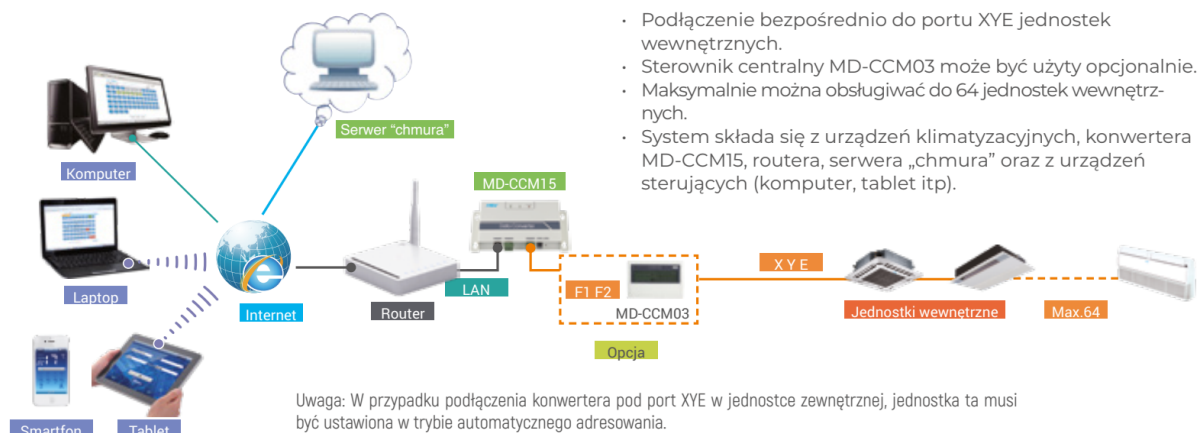 • Podłączenie bezpośrednio do portu XYE jednostek
wewnętrznych.
• Sterownik centralny MD-CCM03 może być użyty opcjonalnie.
• Maksymalnie można obsługiwać do 64 jednostek wewnętrz-
nych.
• System składa się z urządzeń klimatyzacyjnych, konwertera
MD-CCM15, routera, serwera „chmura” oraz z urządzeń
sterujących (komputer, tablet itp).
Serwer “chmura”
Komputer
MD-CCM15
Laptop
Internet
Router
LAN
F1 F2
MD-CCM03
X Y E
Jednostki wewnętrzne
Max.64
Opcja
Smartfon
Tablet
Uwaga: W przypadku podłączenia konwertera pod port XYE w jednostce zewnętrznej, jednostka ta musi
być ustawiona w trybie automatycznego adresowania.